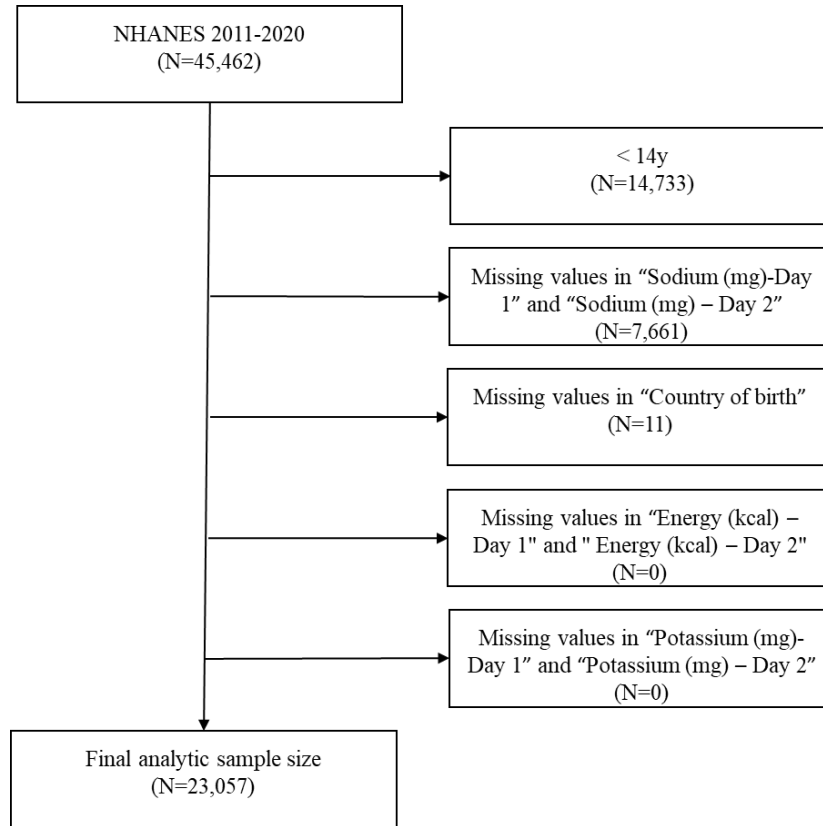 NHANES 2011-2020
(N=45,462)
< 14y
(N=14,733)
Missing values in “Sodium (mg)-Day
1” and “Sodium (mg) – Day 2”
(N=7,661)
Missing values in “Country of birth”
(N=11)
Missing values in “Energy (kcal) –
Day 1" and " Energy (kcal) – Day 2"
(N=0)
Missing values in “Potassium (mg)-
Day 1” and “Potassium (mg) – Day 2”
(N=0)
Final analytic sample size
(N=23,057)